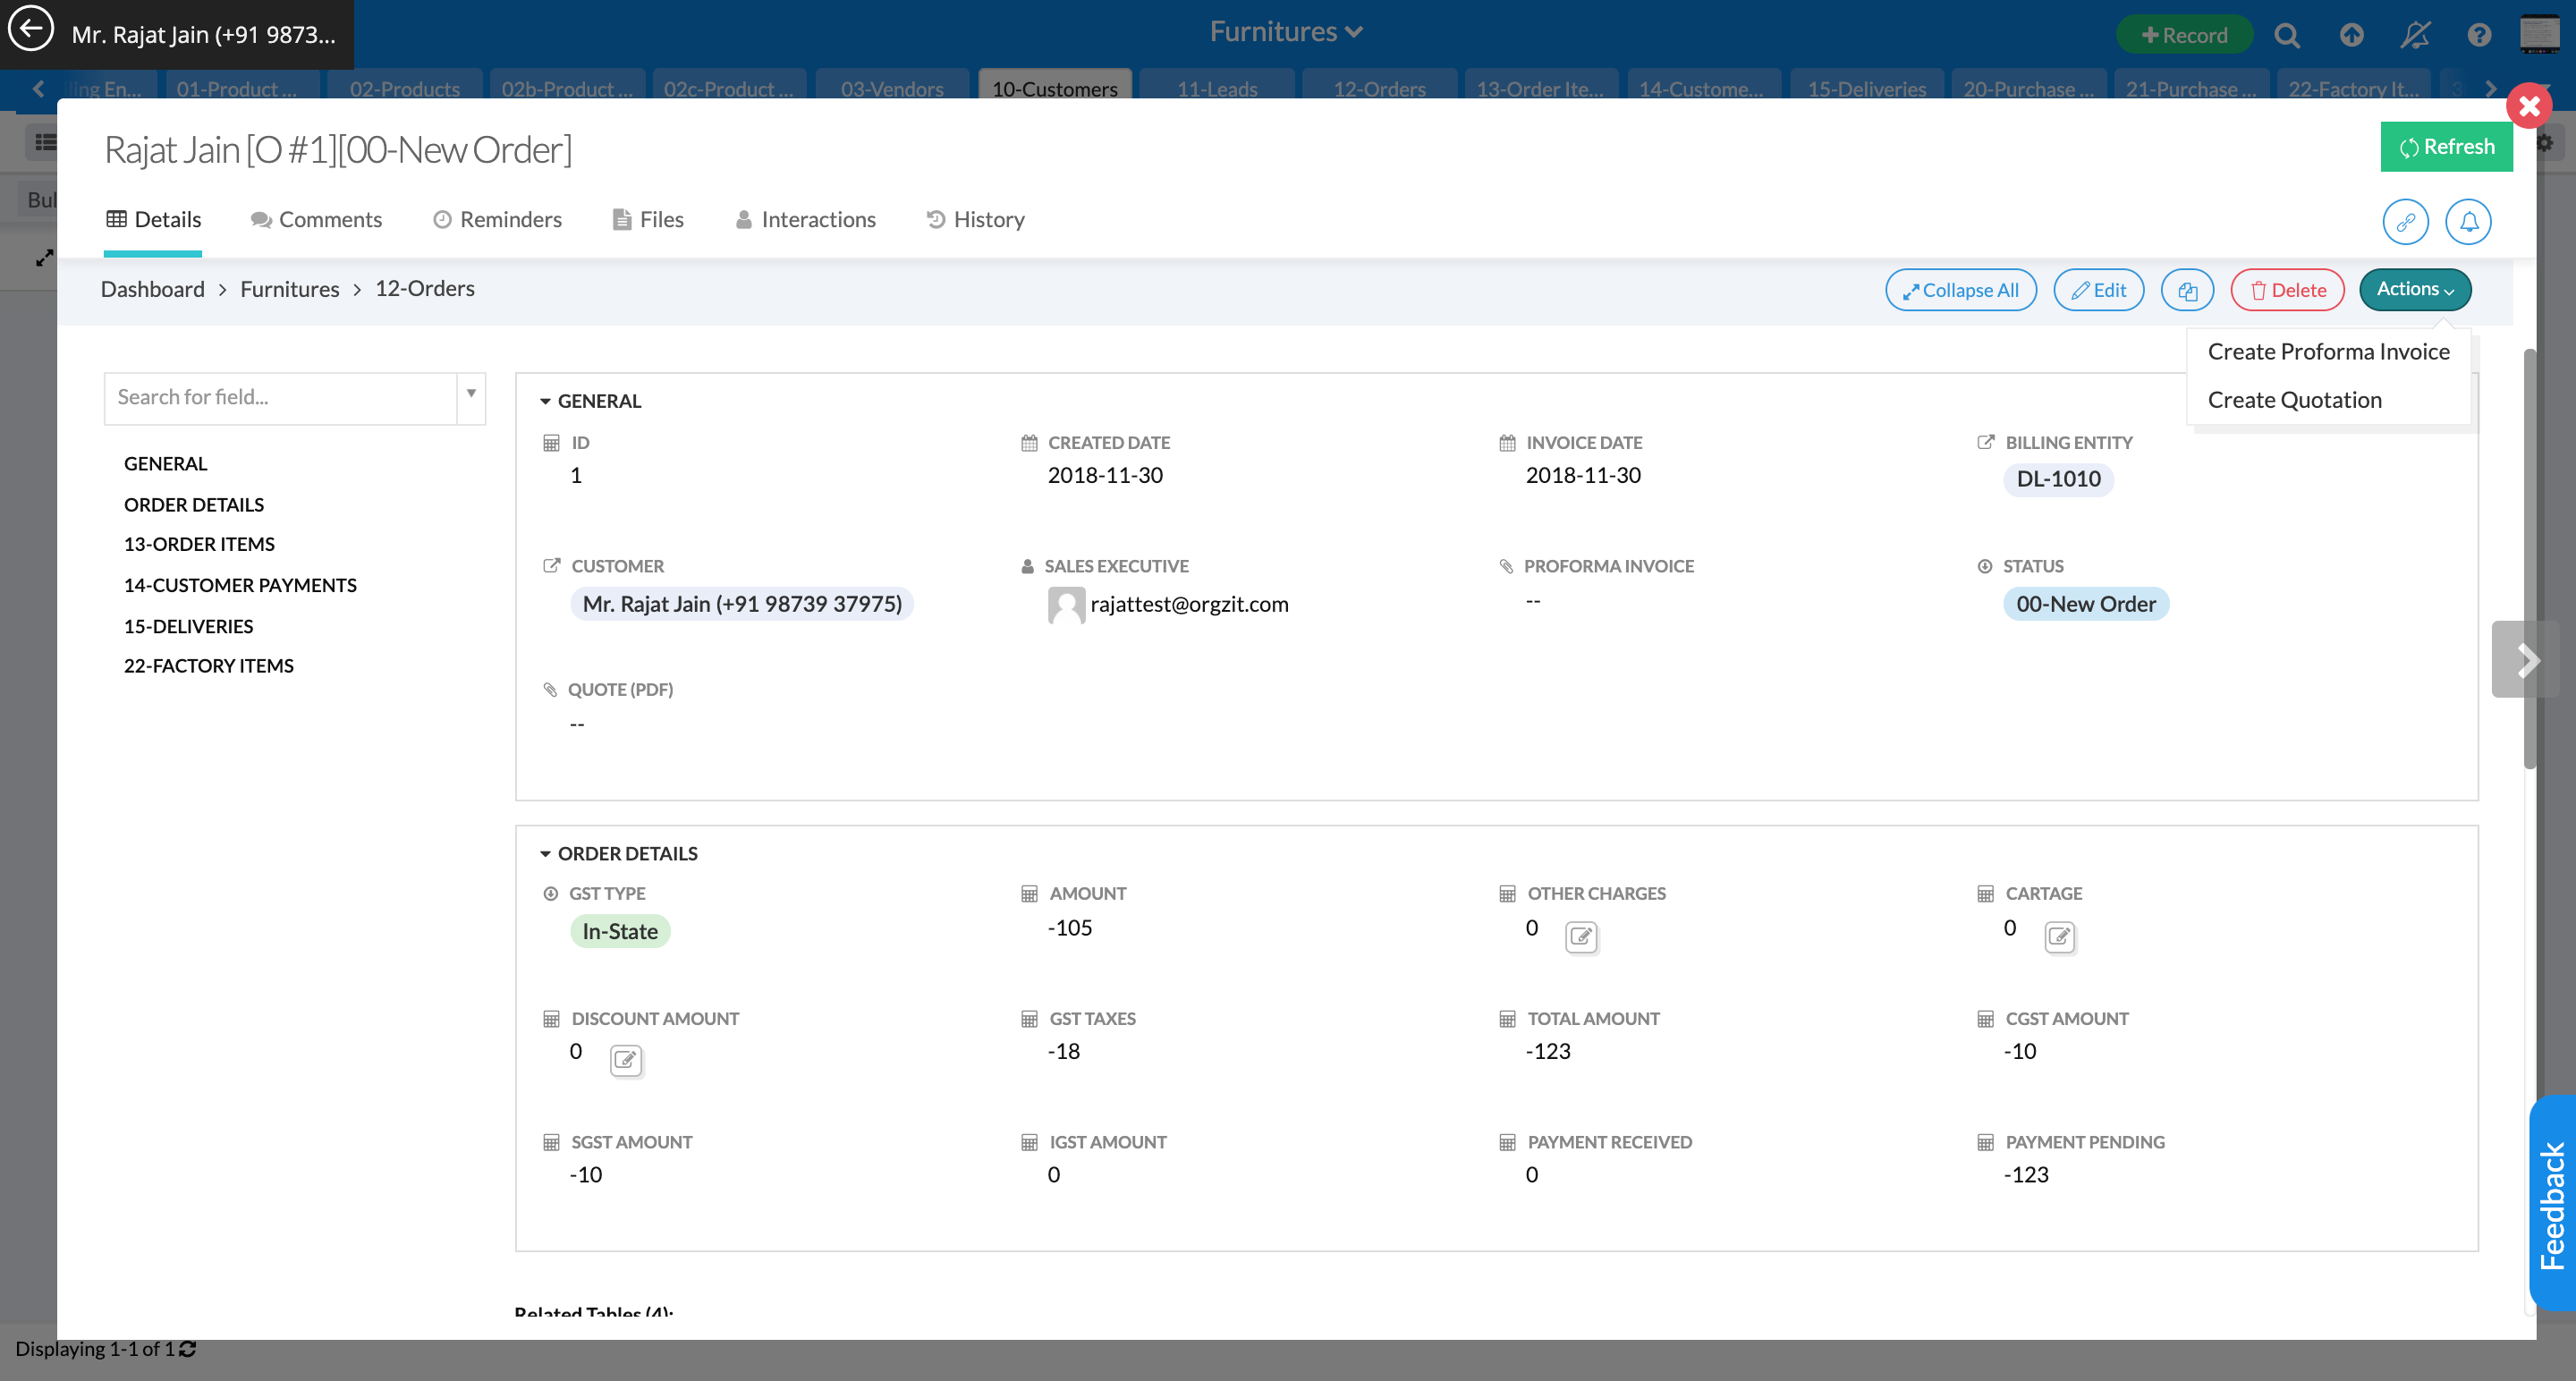 Mr. Rajat Jain (+91 9873...
Furnitures
Record
ling En...
01-Product ...
02-Products
02b-Product ...
02c-Product ...
03-Vendors
10-Customers
11-Leads
12-Orders
13-Order Ite...
14-Custome...
15-Deliveries
20-Purchase ...
21-Purchase ...
22-Factory It...
3
Rajat Jain [O #1][00-New Order]
Refresh
Bul
Details
Comments
Reminders
Files
Interactions
History
Dashboard > Furnitures > 12-Orders
Collapse All
Edit
Delete
Actions
Create Proforma Invoice
Create Quotation
Search for field...
GENERAL
ORDER DETAILS
13-ORDER ITEMS
14-CUSTOMER PAYMENTS
15-DELIVERIES
22-FACTORY ITEMS
GENERAL
ID
1
CREATED DATE
2018-11-30
INVOICE DATE
2018-11-30
BILLING ENTITY
DL-1010
CUSTOMER
Mr. Rajat Jain (+91 98739 37975)
SALES EXECUTIVE
rajattest@orgzit.com
PROFORMA INVOICE
--
STATUS
00-New Order
QUOTE (PDF)
--
ORDER DETAILS
GST TYPE
In-State
AMOUNT
-105
OTHER CHARGES
0
CARTAGE
0
DISCOUNT AMOUNT
0
GST TAXES
-18
TOTAL AMOUNT
-123
CGST AMOUNT
-10
SGST AMOUNT
-10
IGST AMOUNT
0
PAYMENT RECEIVED
0
PAYMENT PENDING
-123
Related Tables (4):
Feedback
Displaying 1-1 of 1